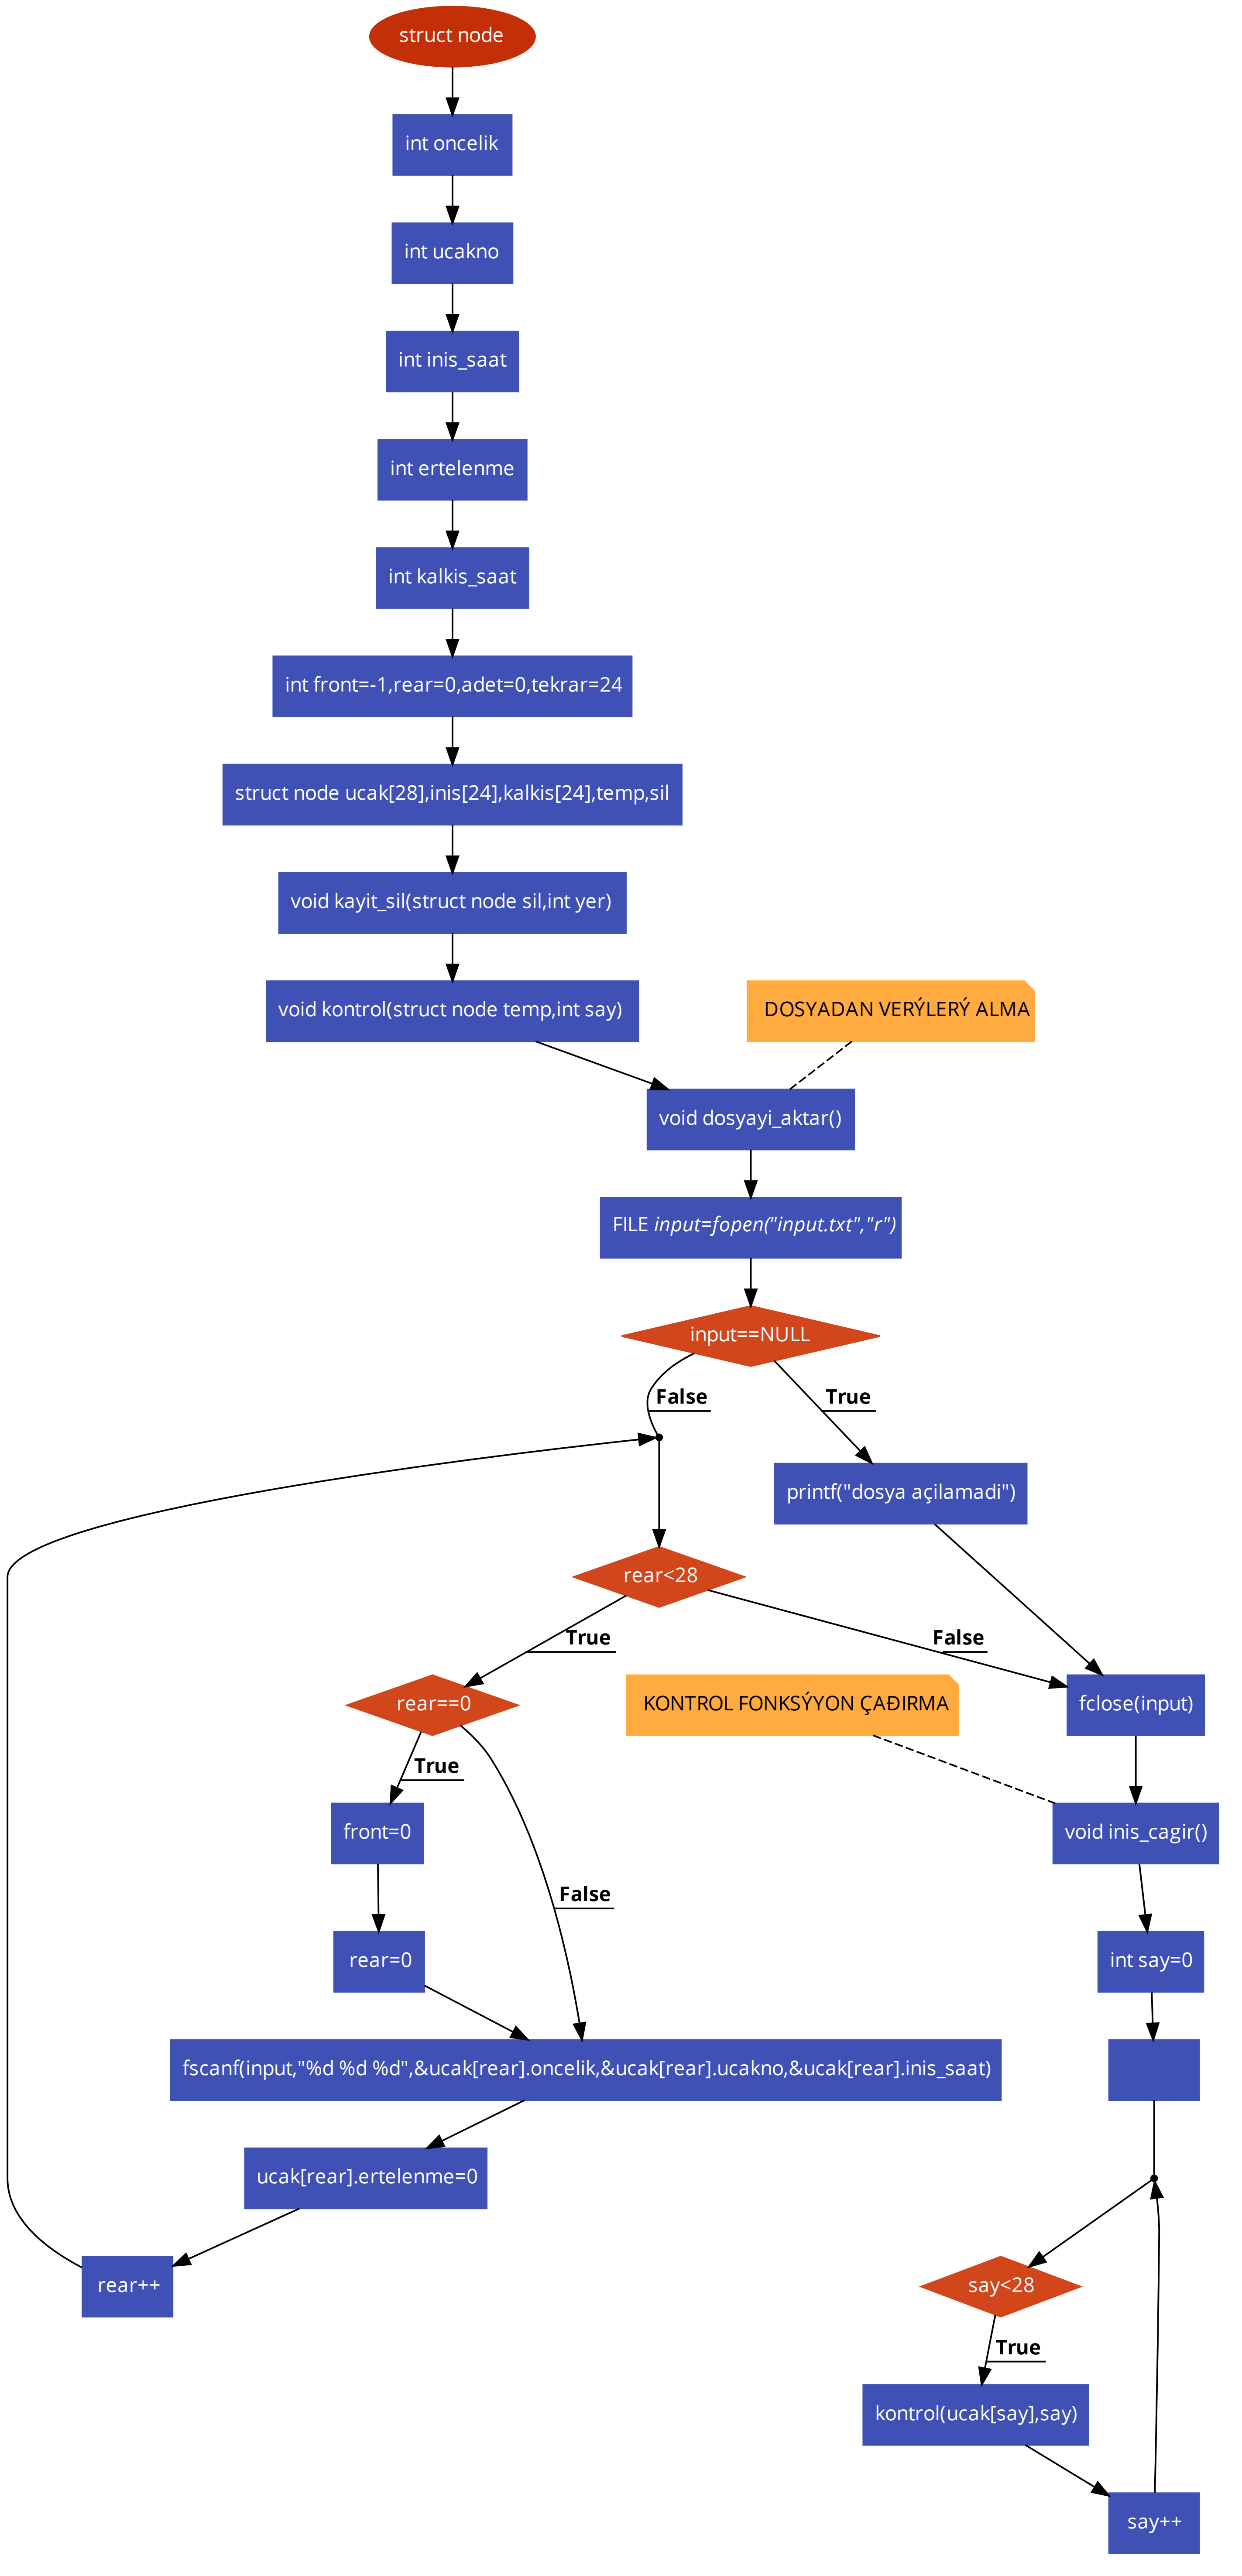 struct node
int oncelik
int ucakno
int inis_saat
int ertelenme
int kalkis_saat
int front=-1,rear=0,adet=0,tekrar=24
struct node ucak[28],inis[24],kalkis[24],temp,sil
void kayit_sil(struct node sil,int yer)
void kontrol(struct node temp,int say)
DOSYADAN VERÝLERÝ ALMA
void dosyayi_aktar()
FILE input=fopen("input.txt","r")
input==NULL
False
True
printf("dosya açilamadi")
rear<28
True
False
rear==0
KONTROL FONKSÝYON ÇAÐIRMA
fclose(input)
True
front=0
void inis_cagir()
False
rear=0
int say=0
fscanf(input,"%d %d %d",&ucak[rear].oncelik,&ucak[rear].ucakno,&ucak[rear].inis_saat)
ucak[rear].ertelenme=0
rear++
say<28
True
kontrol(ucak[say],say)
say++